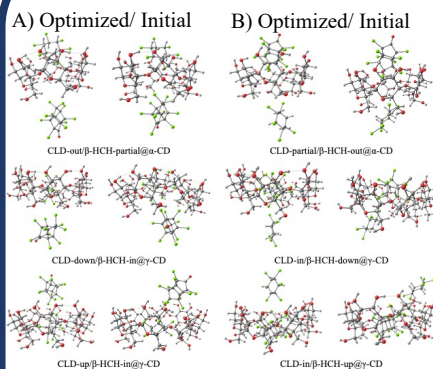 A) Optimized/ Initial
B) Optimized/ Initial
CLD-out/β-HCH-partial@α-CD
CLD-partial/β-HCH-out@α-CD
CLD-down/β-HCH-in@γ-CD
CLD-in/β-HCH-down@γ-CD
CLD-up/β-HCH-in@γ-CD
CLD-in/β-HCH-up@γ-CD